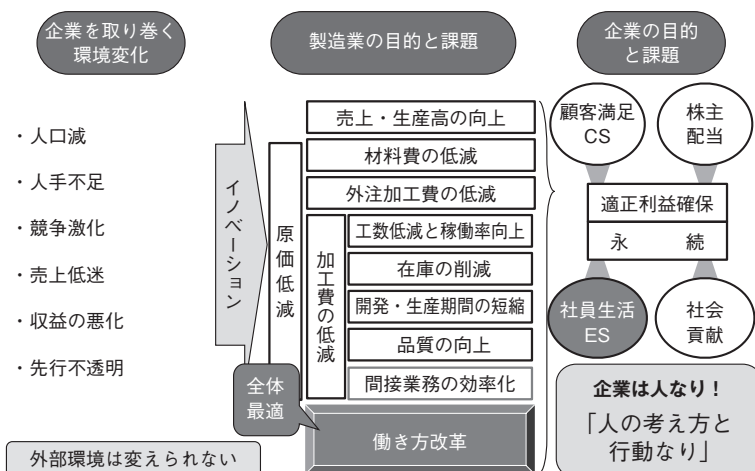 企業を取り巻く
環境変化
・人口減
・人手不足
・競争激化
・売上低迷
・収益の悪化
・先行不透明
外部環境は変えられない
イノベーション
製造業の目的と課題
売上・生産高の向上
原価低減
材料費の低減
外注加工費の低減
加工費の低減
工数低減と稼働率向上
在庫の削減
開発・生産期間の短縮
品質の向上
間接業務の効率化
全体
最適
働き方改革
企業の目的
と課題
顧客満足
CS
株主
配当
適正利益確保
永　続
社員生活
ES
社会
貢献
企業は人なり！
「人の考え方と
行動なり」